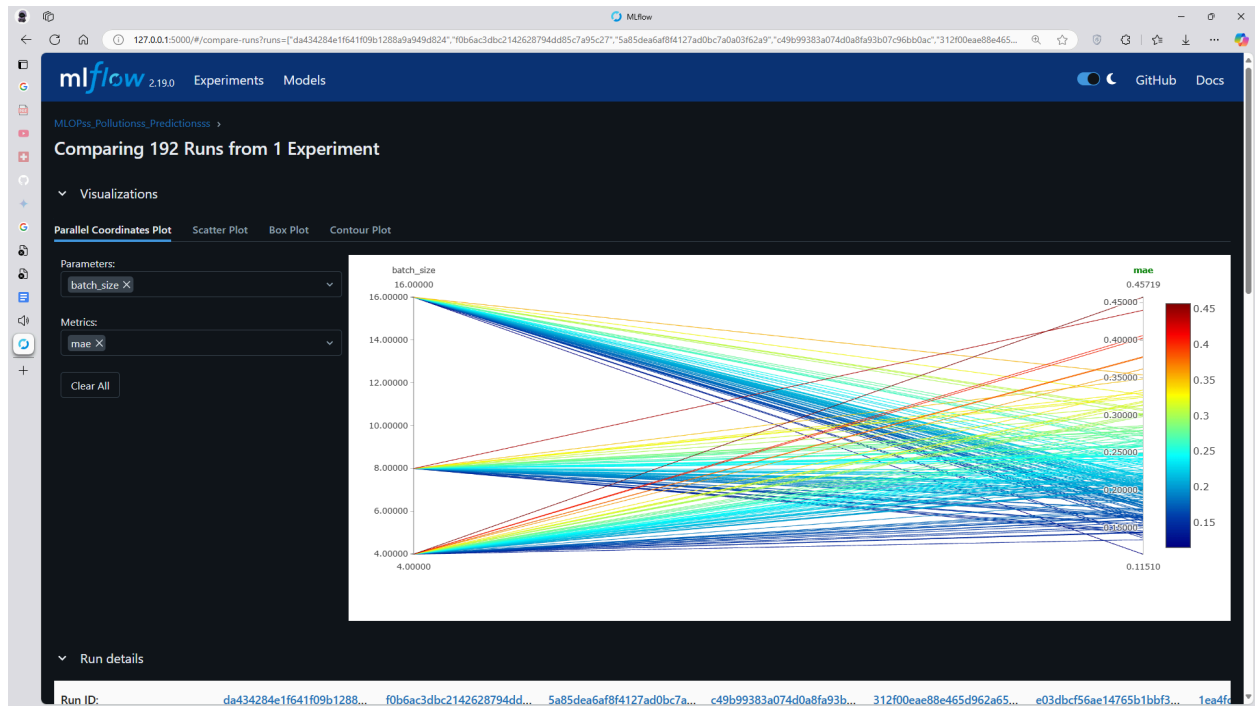 MLflow
127.0.0.1:5000/#/compare-runs?runs=["da434284e1f641f09b1288a9a949d824","f0b6ac3dbc2142628794dd85c7a95c27","5a85dea6af8f4127ad0bc7a0a03f62a9","c49b99383a074d0a8fa93b07c96bb0ac","312f00eae88e465...
mlflow 2.19.0 Experiments Models GitHub Docs
MLOPss_Pollutionss_Predictionsss ›
Comparing 192 Runs from 1 Experiment
Visualizations
Parallel Coordinates Plot Scatter Plot Box Plot Contour Plot
Parameters:
batch_size
Metrics:
mae
Clear All
batch_size
16.00000
16.00000
14.00000
12.00000
10.00000
8.00000
6.00000
4.00000
4.00000
mae
0.45719
0.45000
0.40000
0.35000
0.30000
0.25000
0.20000
0.15000
0.11510
0.45
0.4
0.35
0.3
0.25
0.2
0.15
Run details
Run ID: da434284e1f641f09b1288... f0b6ac3dbc2142628794dd... 5a85dea6af8f4127ad0bc7a... c49b99383a074d0a8fa93b... 312f00eae88e465d962a65... e03dbcf56ae14765b1bbf3...